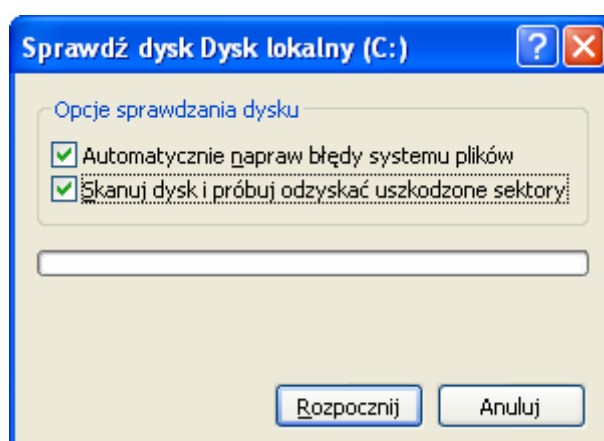 Sprawdź dysk Dysk lokalny (C:)
Opcje sprawdzania dysku
Automatycznie napraw błędy systemu plików
Skanuj dysk i próbuj odzyskać uszkodzone sektory
Rozpocznij Anuluj